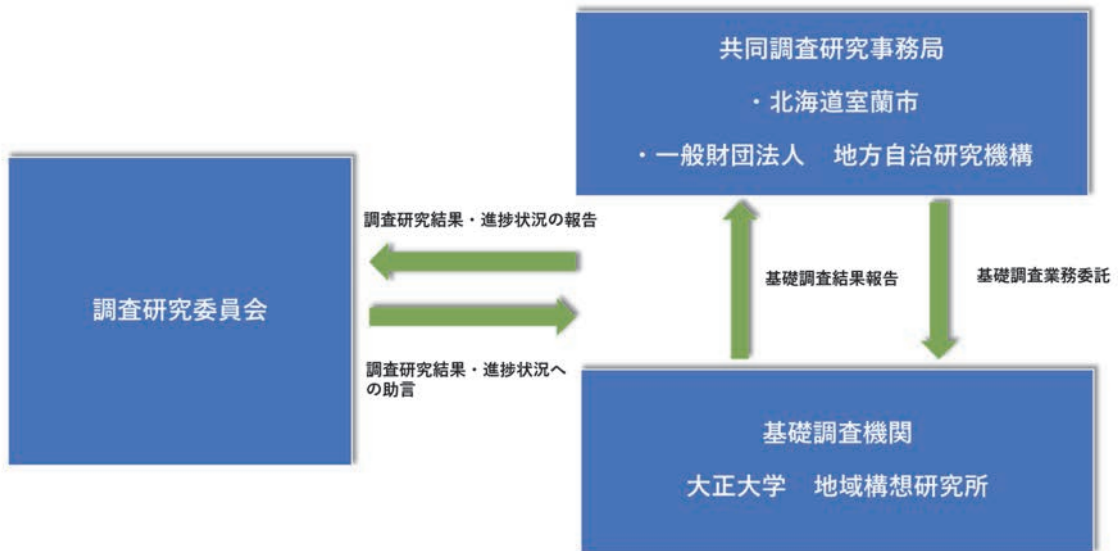 共同調査研究事務局
・北海道室蘭市
・一般財団法人　地方自治研究機構
調査研究結果・進捗状況の報告
基礎調査結果報告
基礎調査業務委託
調査研究委員会
調査研究結果・進捗状況へ
の助言
基礎調査機関
大正大学　地域構想研究所